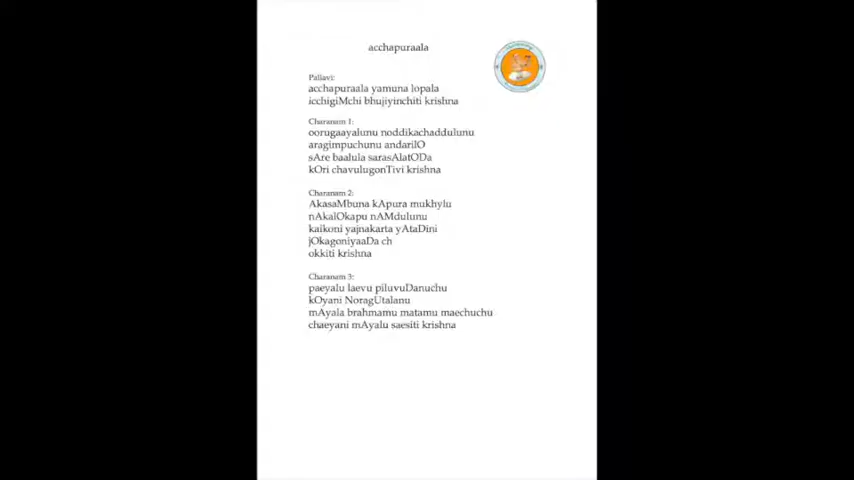 acchapuraala
Pallavi:
acchapuraala yamuna lopala
icchigiMchi bhujiyinchiti krishna
Charanam 1:
oorugaayalunu noddikachaddulunu
aragimpuchunu andarilO
sAre baalula sarasAlatODa
kOri chavulugonTivi krishna
Charanam 2:
AkasaMbuna kApura mukhylu
nAkalOkapu nAMdulunu
kaikoni yajnakarta yAtaDini
jOkagoniyaaDa ch
okkiti krishna
Charanam 3:
paeyalu laevu piluvuDanuchu
kOyani NoragUtalanu
mAyala brahmamu matamu maechuchu
chaeyani mAyalu saesiti krishna